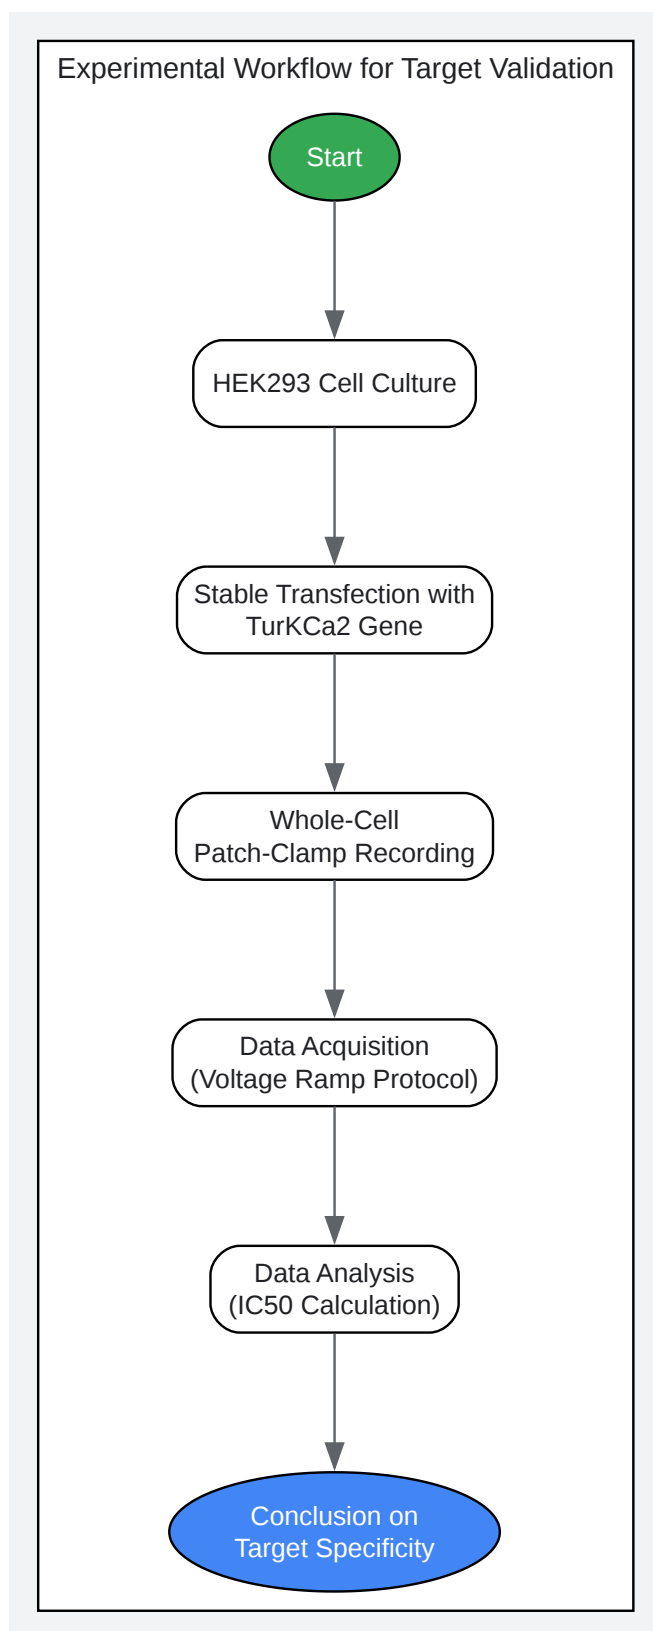 Experimental Workflow for Target Validation
Start
HEK293 Cell Culture
Stable Transfection with
TurKCa2 Gene
Whole-Cell
Patch-Clamp Recording
Data Acquisition
(Voltage Ramp Protocol)
Data Analysis
(IC50 Calculation)
Conclusion on
Target Specificity